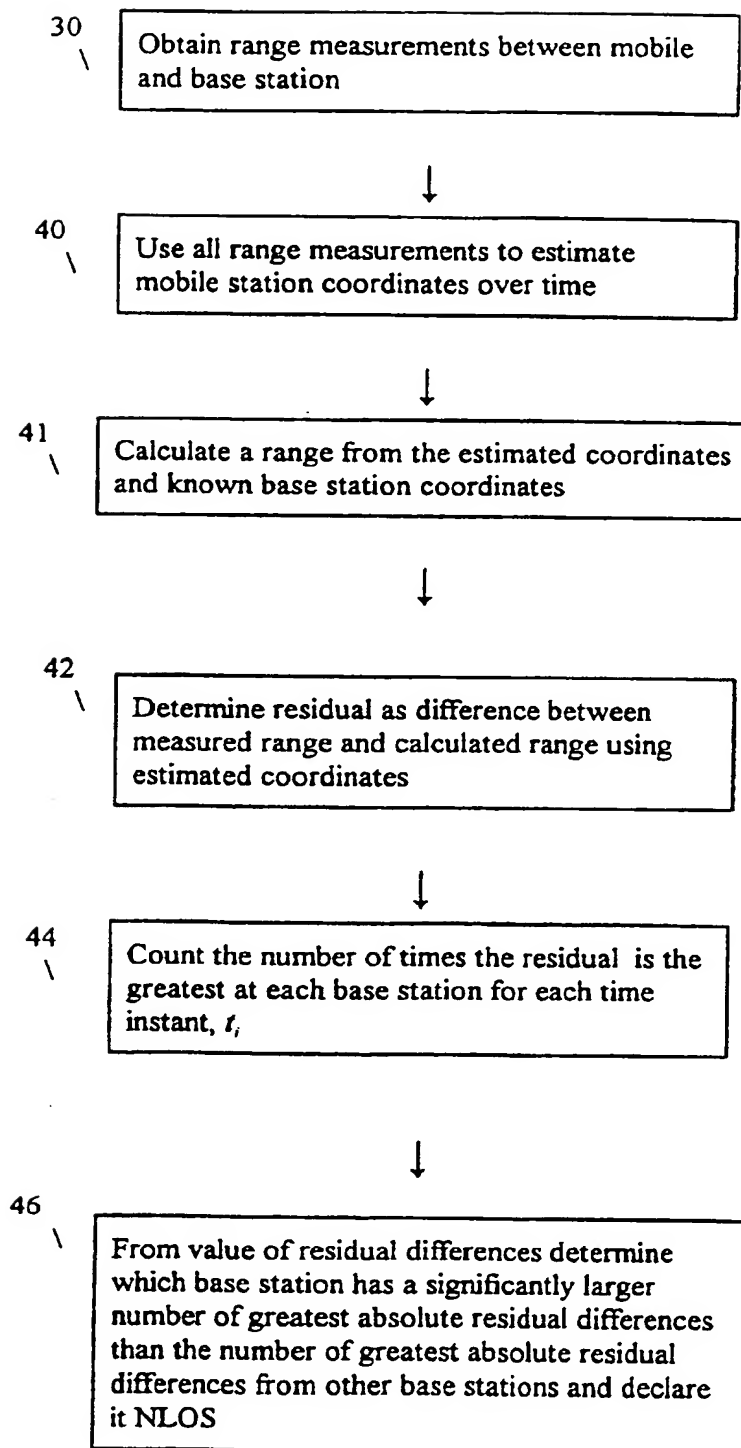 30
Obtain range measurements between mobile
and base station
40
Use all range measurements to estimate
mobile station coordinates over time
41
Calculate a range from the estimated coordinates
and known base station coordinates
42
Determine residual as difference between
measured range and calculated range using
estimated coordinates
44
Count the number of times the residual is the
greatest at each base station for each time
instant, tᵢ
46
From value of residual differences determine
which base station has a significantly larger
number of greatest absolute residual differences
than the number of greatest absolute residual
differences from other base stations and declare
it NLOS